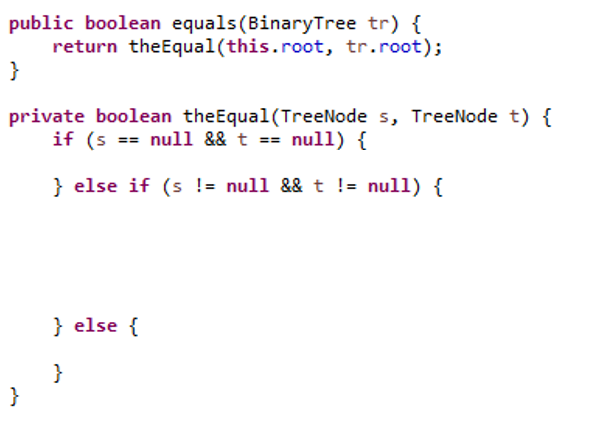 public boolean equals(BinaryTree tr) {
    return theEqual(this.root, tr.root);
}
private boolean theEqual(TreeNode s, TreeNode t) {
    if (s == null && t == null) {
    } else if (s != null && t != null) {
    } else {
    }
}